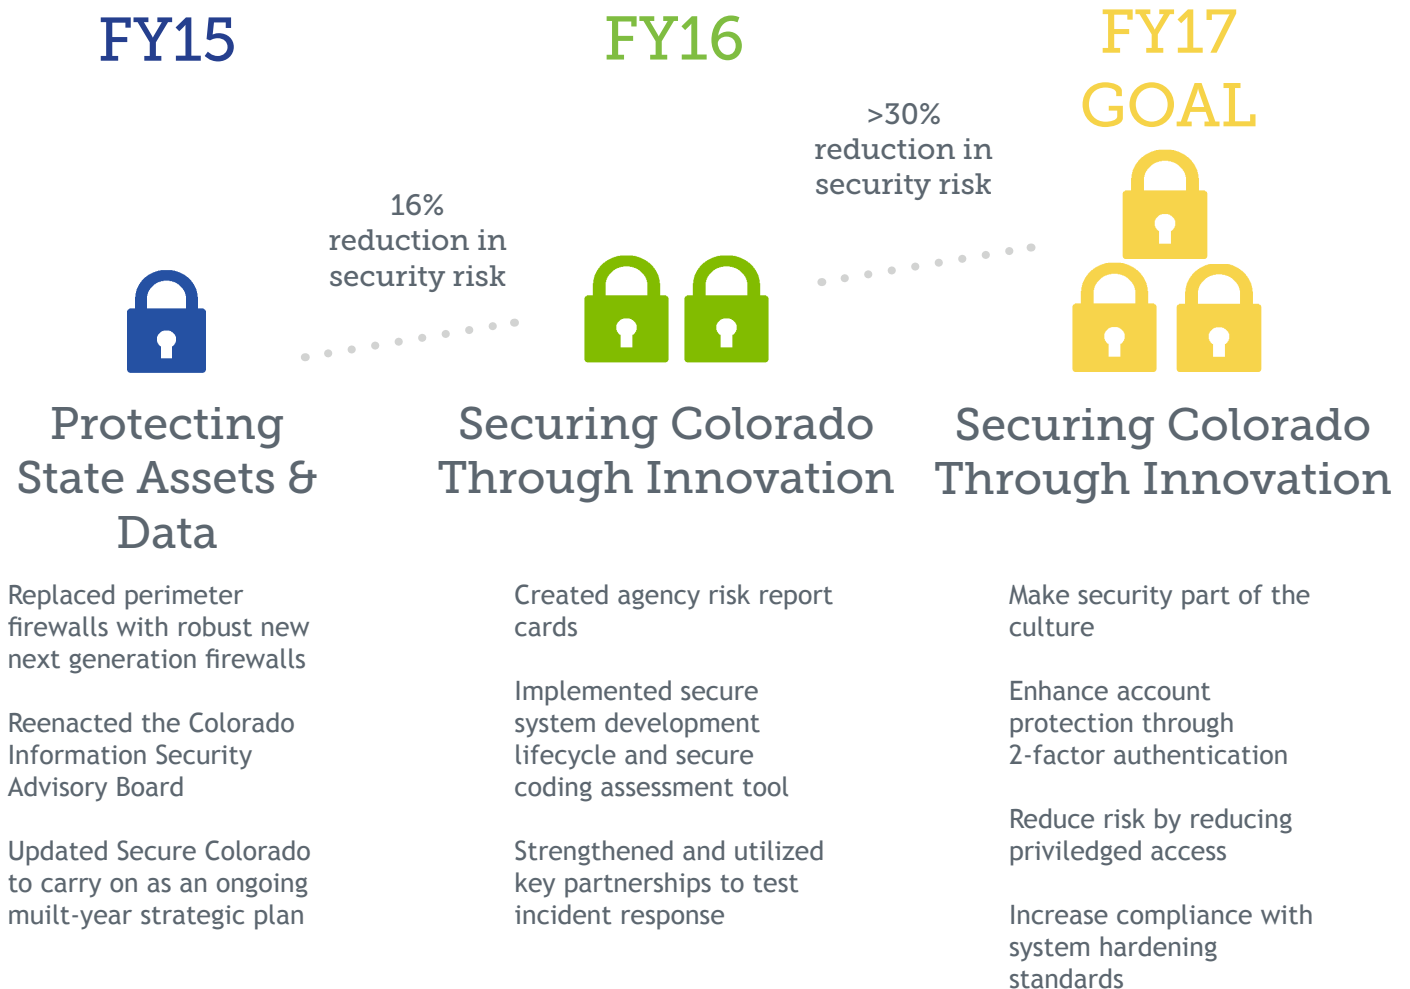 FY15
16%
reduction in
security risk
Protecting
State Assets &
Data
Replaced perimeter
firewalls with robust new
next generation firewalls
Reenacted the Colorado
Information Security
Advisory Board
Updated Secure Colorado
to carry on as an ongoing
muilt-year strategic plan
FY16
>30%
reduction in
security risk
Securing Colorado
Through Innovation
Created agency risk report
cards
Implemented secure
system development
lifecycle and secure
coding assessment tool
Strengthened and utilized
key partnerships to test
incident response
FY17
GOAL
Securing Colorado
Through Innovation
Make security part of the
culture
Enhance account
protection through
2-factor authentication
Reduce risk by reducing
priviledged access
Increase compliance with
system hardening
standards